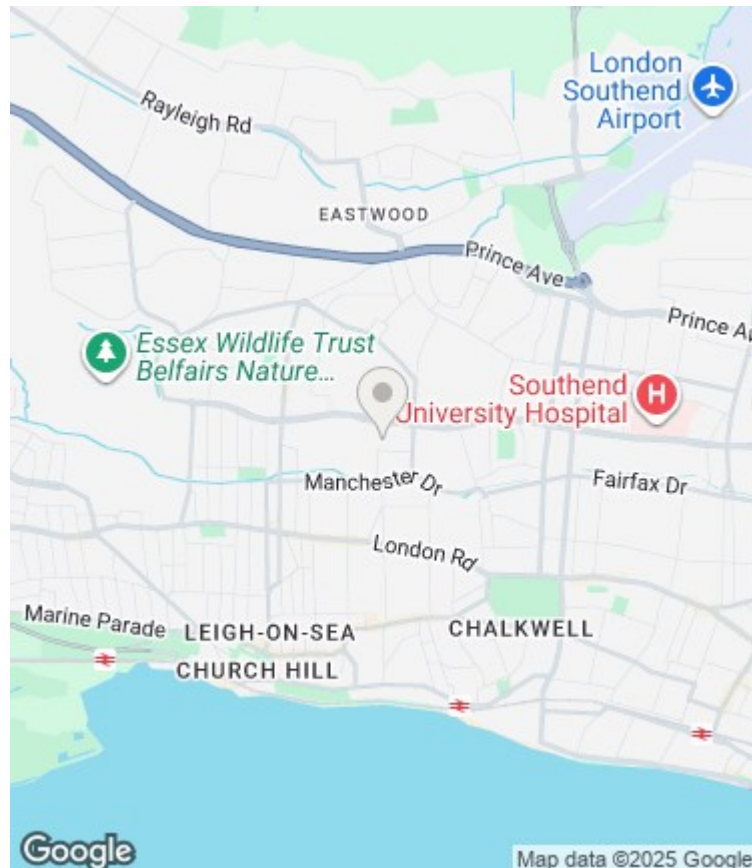 London
Southend
Airport
Rayleigh Rd
EASTWOOD
Prince Ave
Prince Av
Essex Wildlife Trust
Belfairs Nature...
Southend
University Hospital
H
Manchester Dr
Fairfax Dr
London Rd
Marine Parade
LEIGH-ON-SEA
CHALKWELL
CHURCH HILL
Google
Map data ©2025 Google